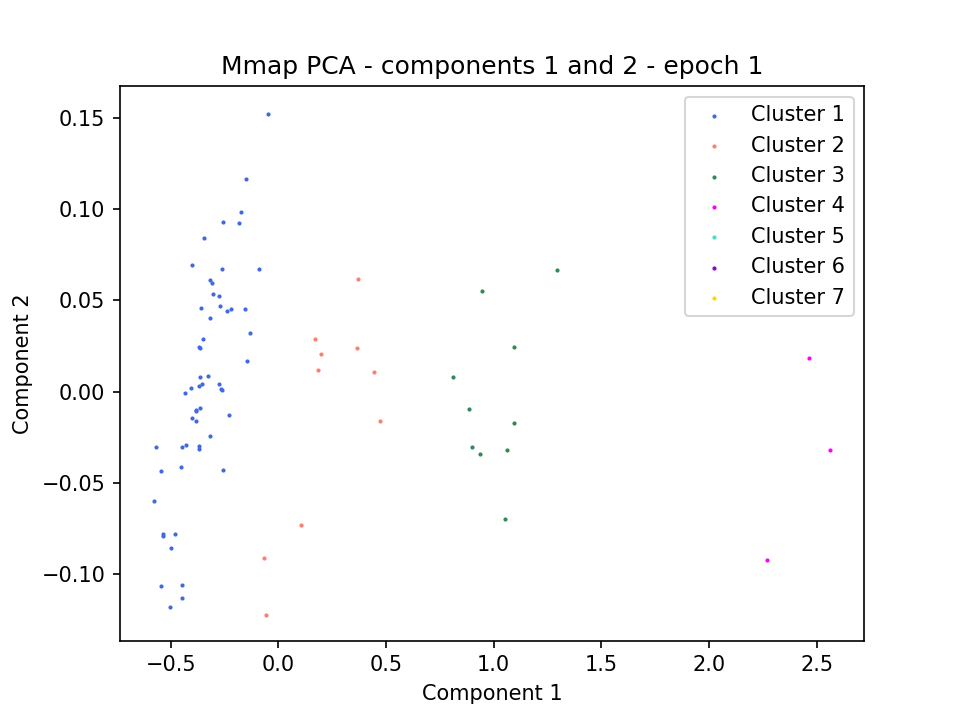 Mmap PCA - components 1 and 2 - epoch 1
Component 2
0.15
0.10
0.05
0.00
−0.05
−0.10
Cluster 1
Cluster 2
Cluster 3
Cluster 4
Cluster 5
Cluster 6
Cluster 7
−0.5 0.0 0.5 1.0 1.5 2.0 2.5
Component 1